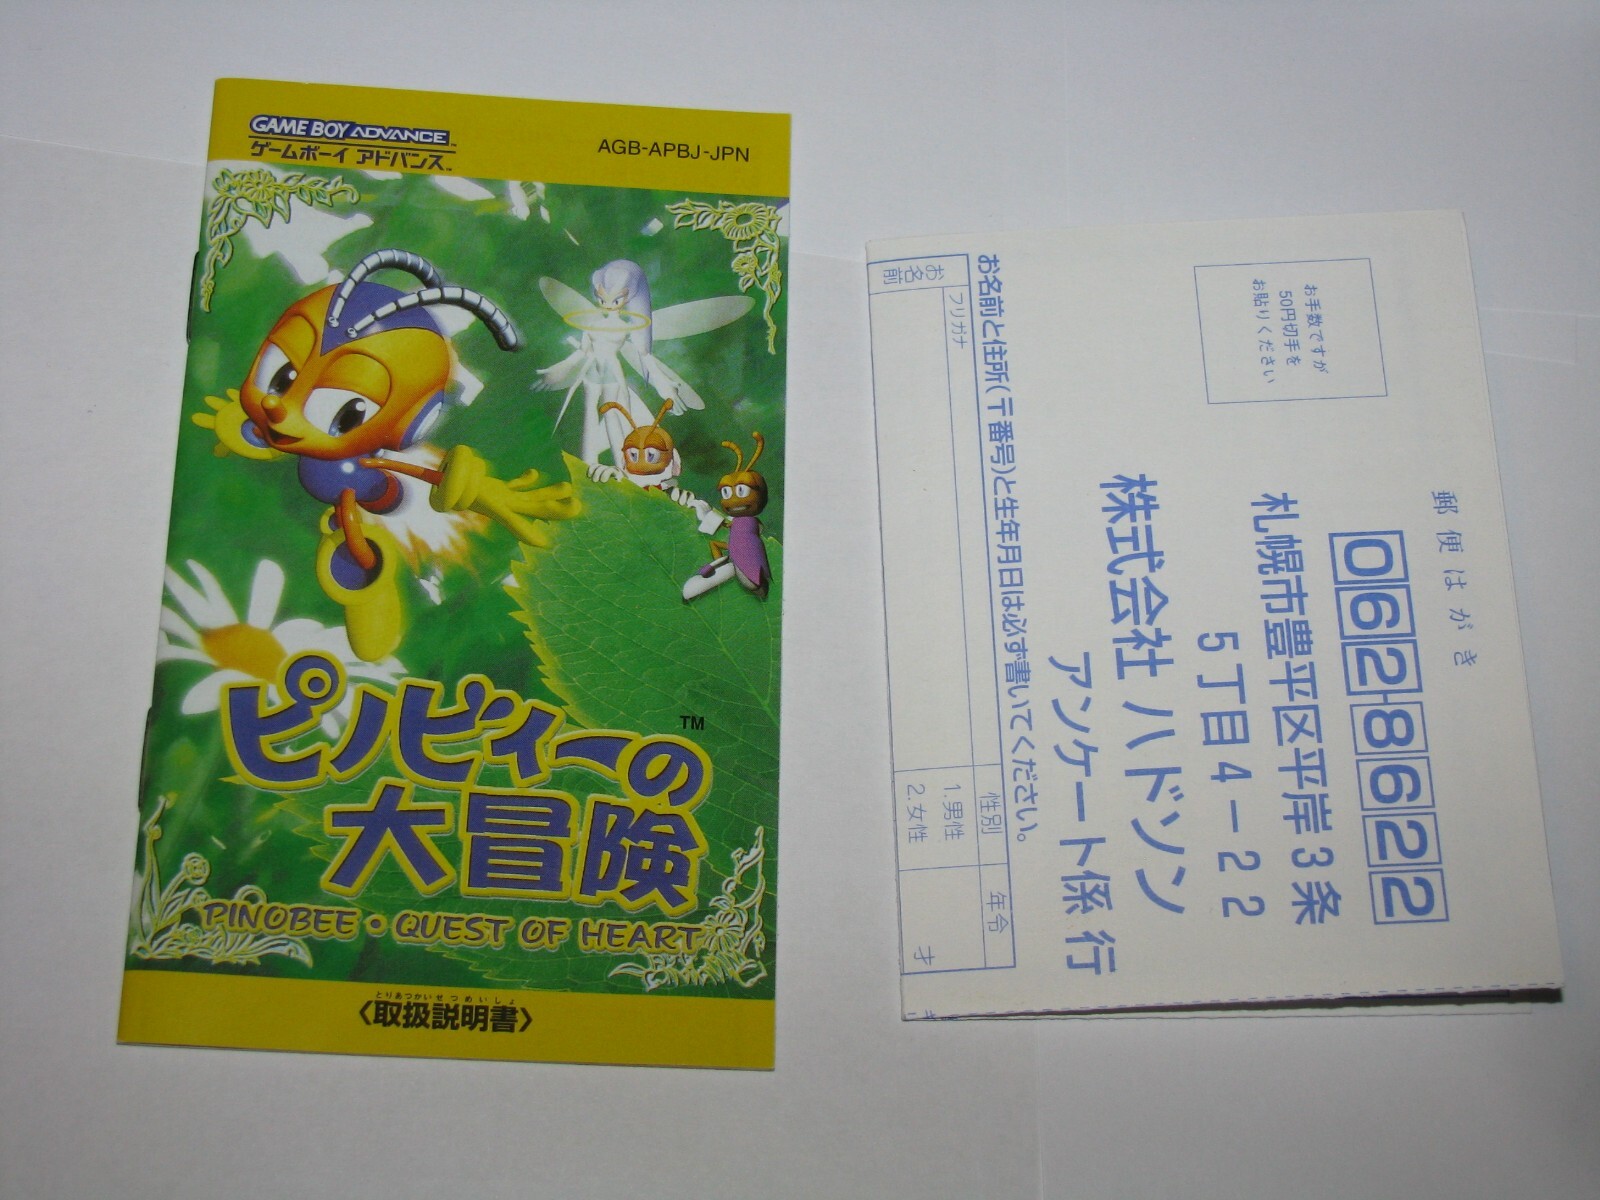 GAME BOY ADVANCE™
ゲームボーイ アドバンス™
AGB-APBJ-JPN
ピノビィーの™
大冒険
PINOBEE・QUEST OF HEART
とりあつかいせつめいしょ
〈取扱説明書〉
郵便はがき
062-8622
お手数ですが
50円切手を
お貼りください
札幌市豊平区平岸3条
5丁目4-22
株式会社 ハドソン
アンケート係 行
お名前と住所(〒番号)と生年月日は必ず書いてください。
お名前
フリガナ
性別
1.男性
2.女性
年令
才